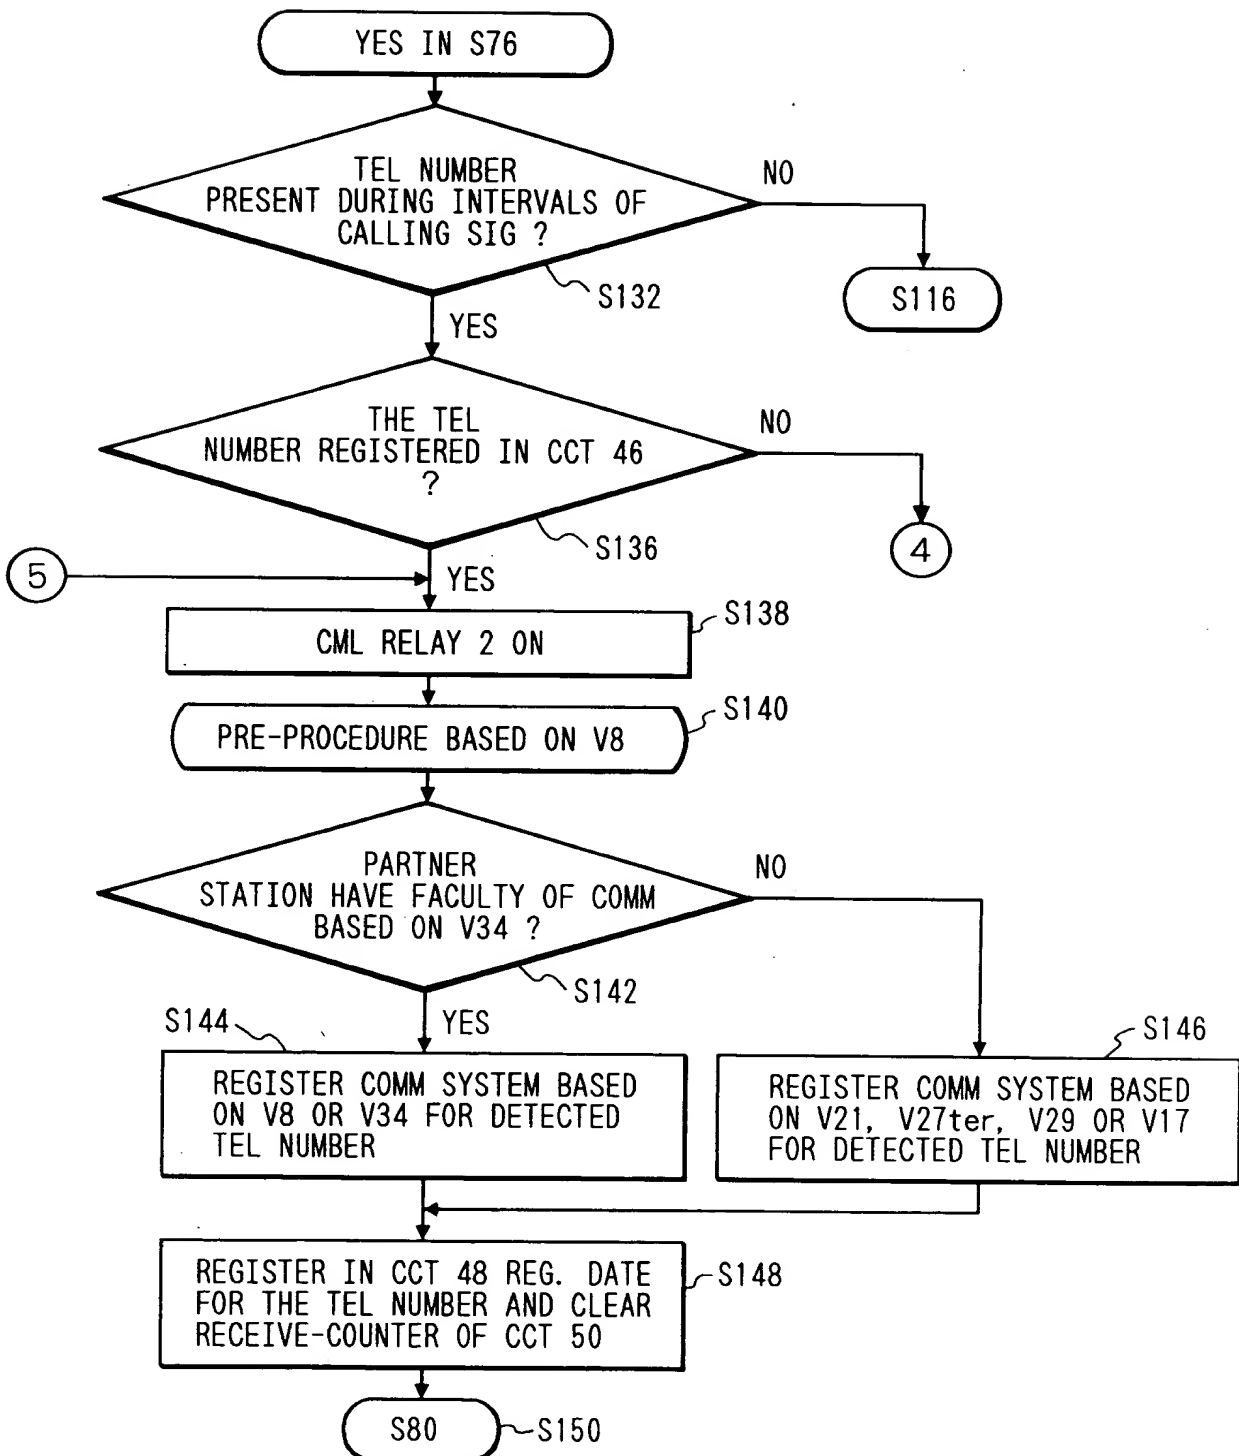 YES IN S76
TEL NUMBER
PRESENT DURING INTERVALS OF
CALLING SIG ?
NO
S132
S116
YES
THE TEL
NUMBER REGISTERED IN CCT 46
?
NO
S136
4
5
YES
S138
CML RELAY 2 ON
S140
PRE-PROCEDURE BASED ON V8
PARTNER
STATION HAVE FACULTY OF COMM
BASED ON V34 ?
NO
S142
YES
S144
S146
REGISTER COMM SYSTEM BASED
ON V8 OR V34 FOR DETECTED
TEL NUMBER
REGISTER COMM SYSTEM BASED
ON V21, V27ter, V29 OR V17
FOR DETECTED TEL NUMBER
REGISTER IN CCT 48 REG. DATE
FOR THE TEL NUMBER AND CLEAR
RECEIVE-COUNTER OF CCT 50
S148
S80
S150